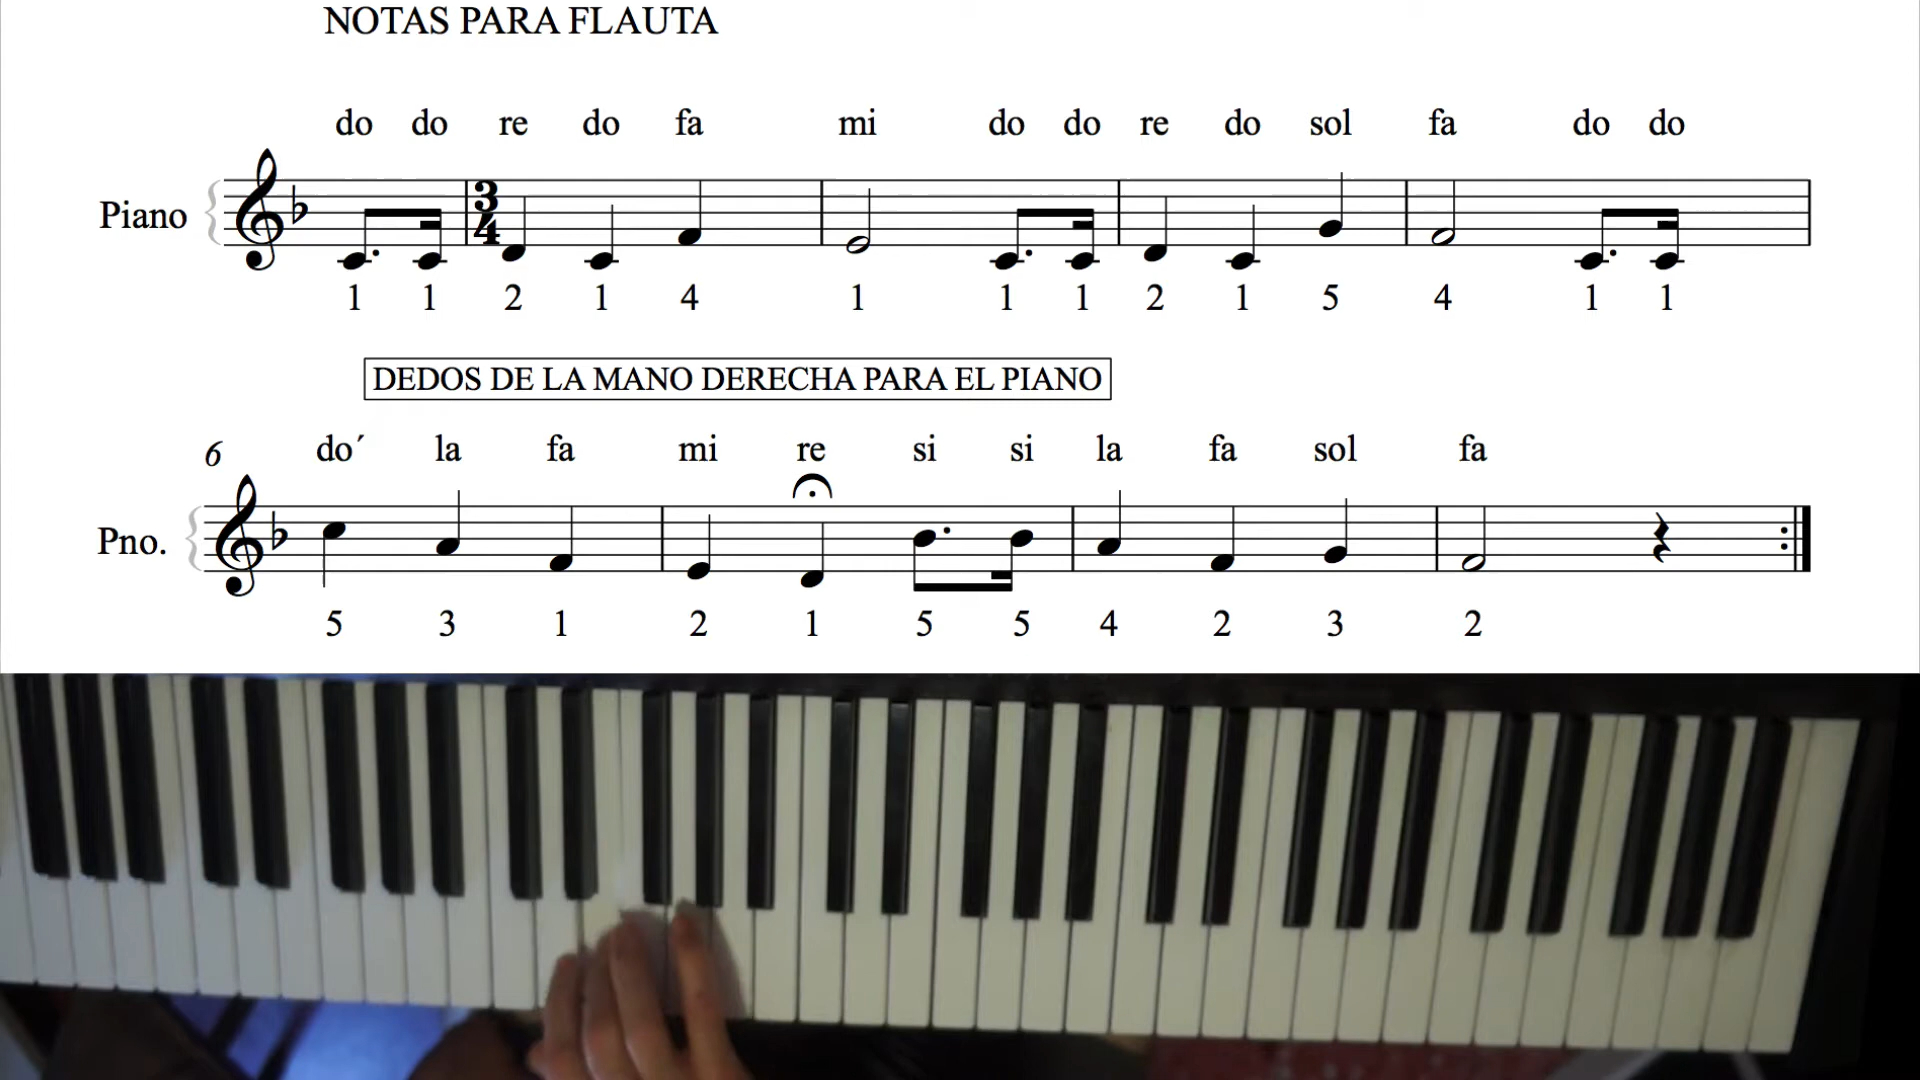 NOTAS PARA FLAUTA
do do re do fa mi do do re do sol fa do do
Piano
3
4
1 1 2 1 4 1 1 1 2 1 5 4 1 1
DEDOS DE LA MANO DERECHA PARA EL PIANO
6 do´ la fa mi re si si la fa sol fa
Pno.
5 3 1 2 1 5 5 4 2 3 2